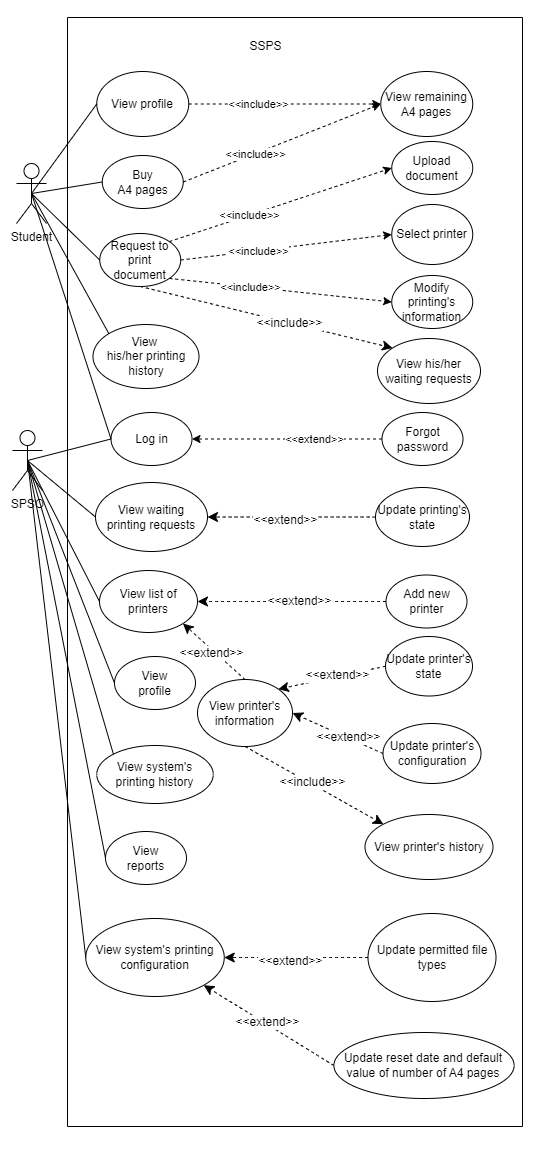 SSPS
View profile
<<include>>
View remaining
A4 pages
Buy
A4 pages
<<include>>
Upload
document
Student
<<include>>
Request to
print
document
<<include>>
Select printer
<<include>>
Modify
printing's
information
<<include>>
View
his/her printing
history
View his/her
waiting requests
Log in
<<extend>>
Forgot
password
SPSO
View waiting
printing requests
<<extend>>
Update printing's
state
View list of
printers
<<extend>>
Add new
printer
<<extend>>
Update printer's
state
<<extend>>
View
profile
View printer's
information
<<extend>>
Update printer's
configuration
View system's
printing history
<<include>>
View printer's history
View
reports
View system's printing
configuration
<<extend>>
Update permitted file
types
<<extend>>
Update reset date and default
value of number of A4 pages